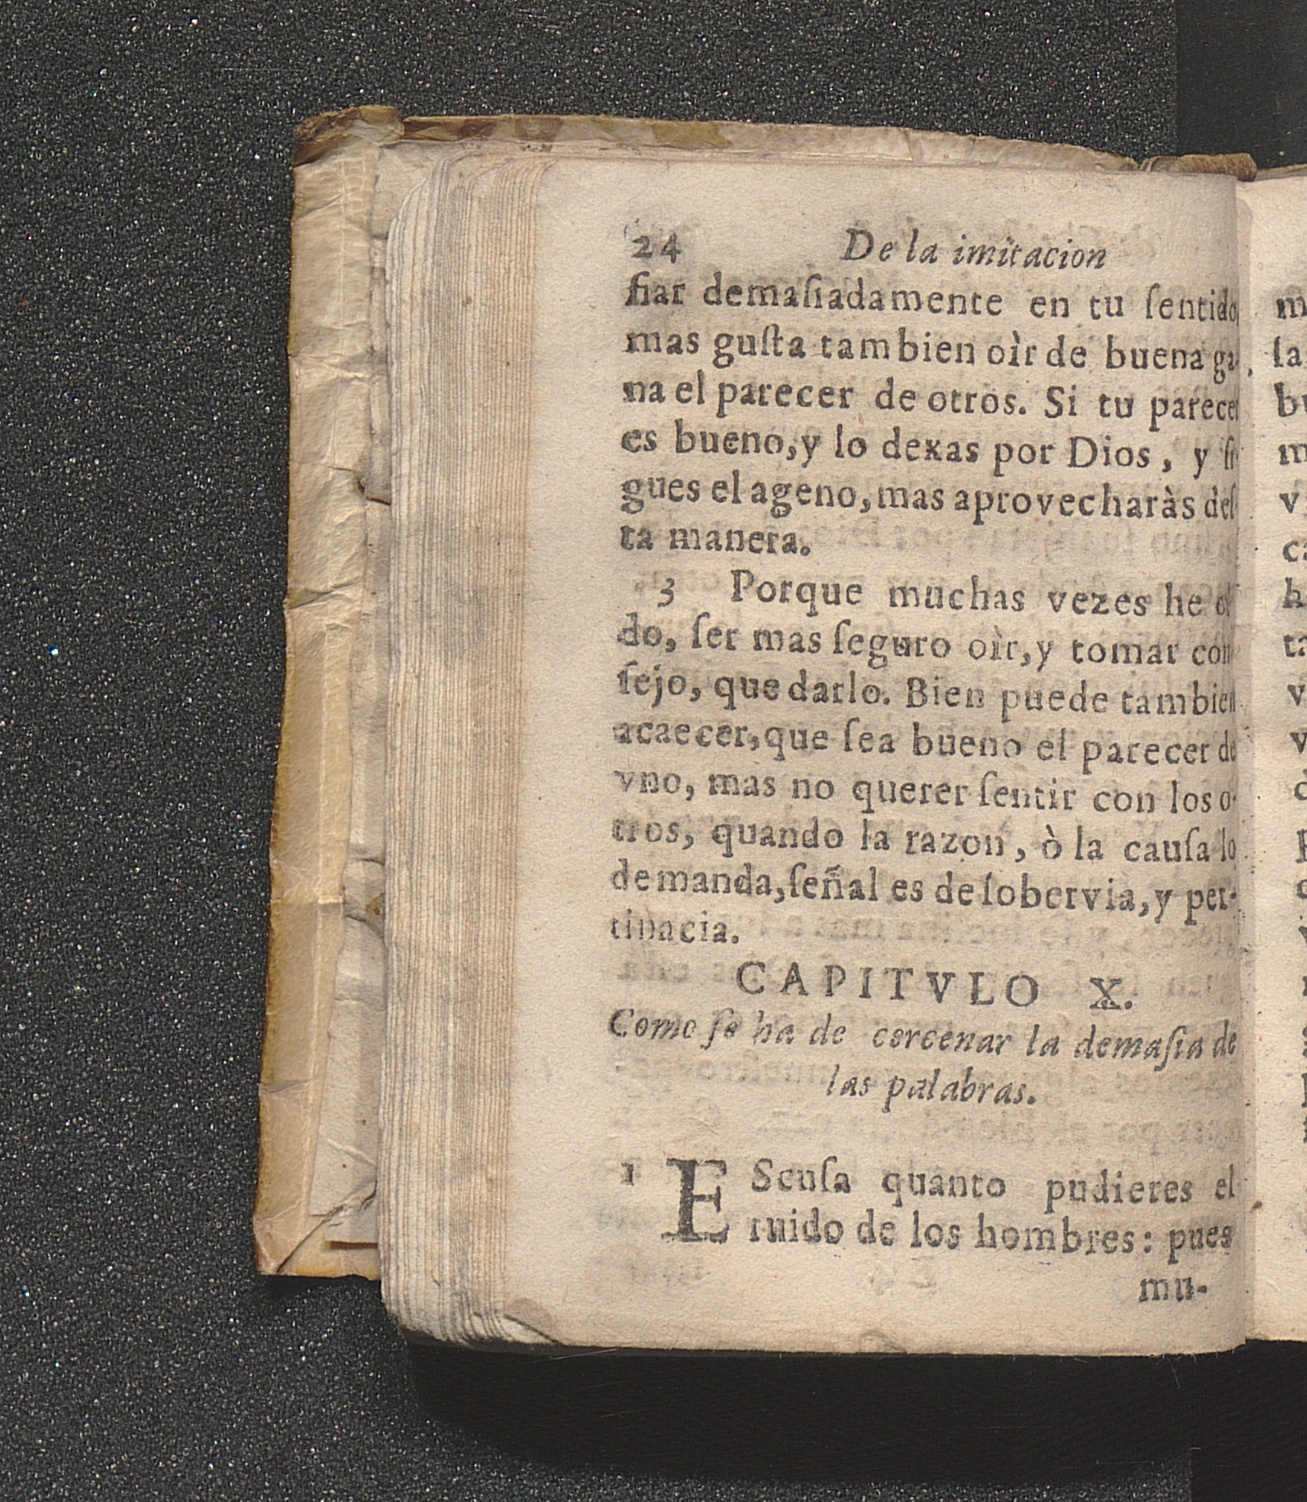 24 De la imitacion
fiar demaſiadamente en tu ſentido,
mas guſta tambien oìr de buena ga-
na el parecer de otros. Si tu parecer
es bueno, y lo dexas por Dios, y ſi-
gues el ageno, mas aprovecharàs deſ-
ta manera.
3 Porque muchas vezes he oì-
do, ſer mas ſeguro oìr, y tomar con-
ſejo, que darlo. Bien puede tambien
acaecer, que ſea bueno el parecer de
vno, mas no querer ſentir con los o-
tros, quando la razon, ò la cauſa lo
demanda, ſeñal es de ſobervia, y per-
tinacia.
CAPITVLO X.
Como ſe ha de cercenar la demaſia de
las palabras.
1 EScuſa quanto pudieres el
ruido de los hombres: pues
mu-